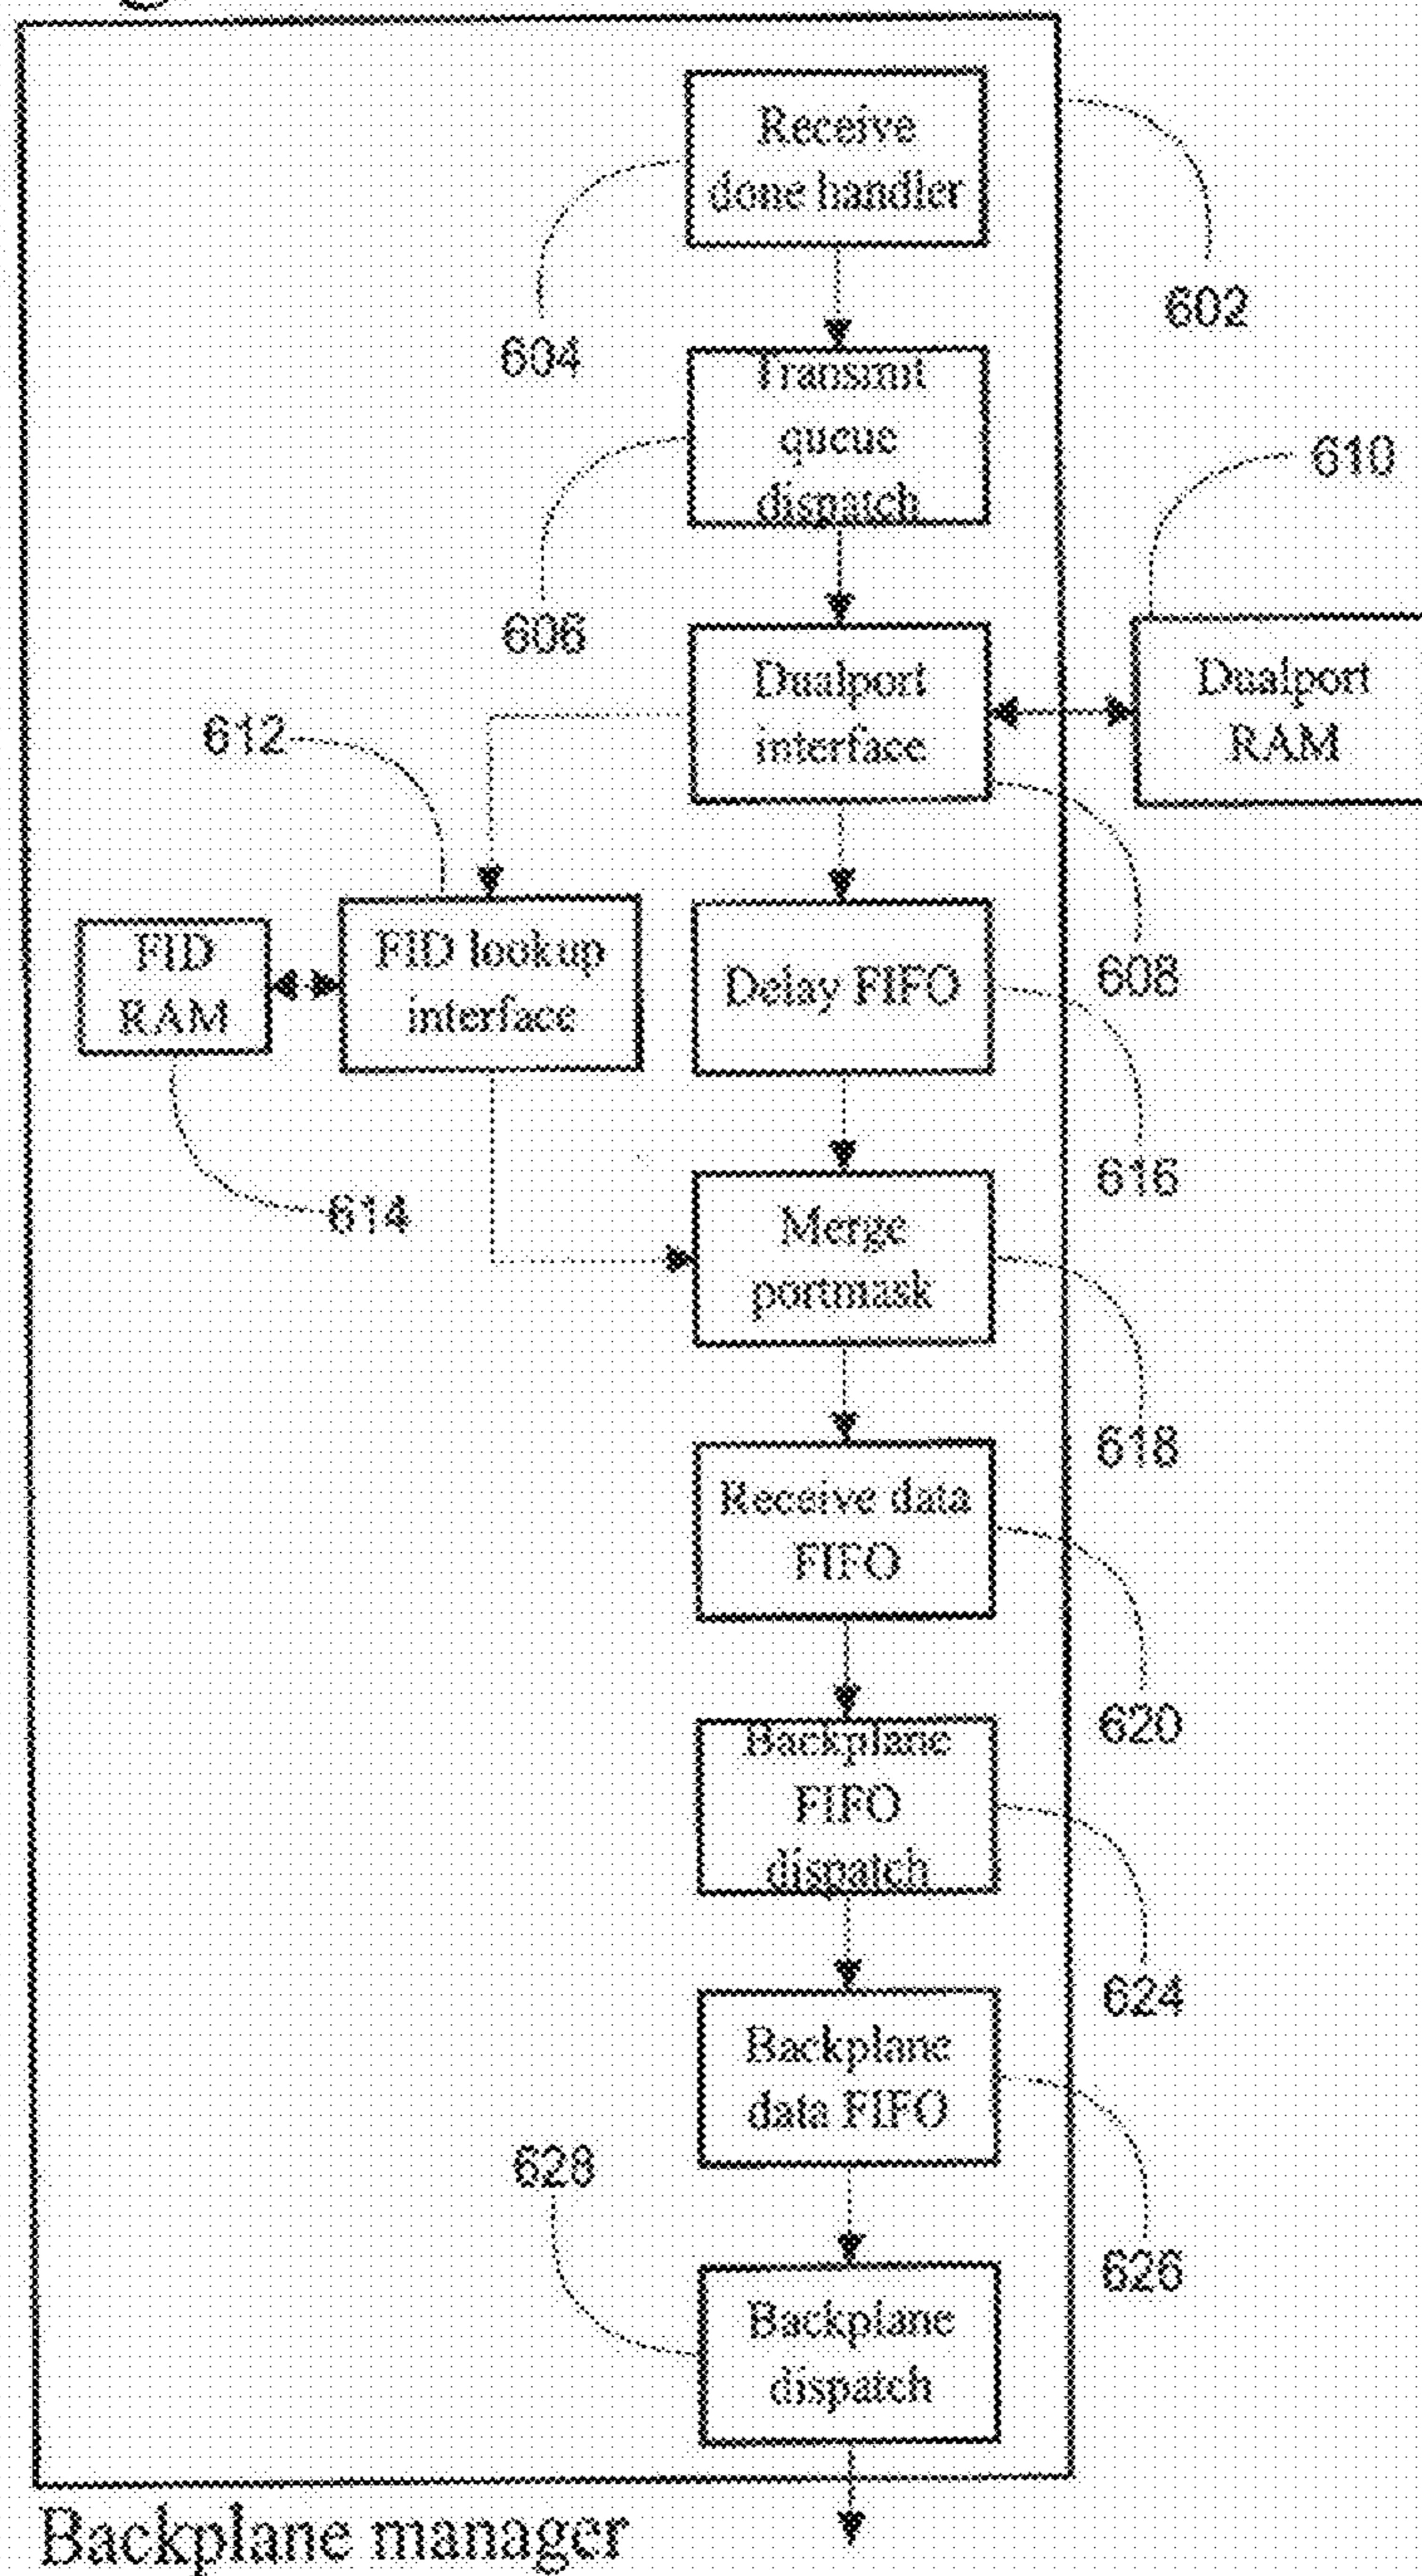 Receive
done handler
602
604
Transmit
queue
dispatch
610
606
Dualport
interface
Dualport
RAM
612
FID
RAM
FID lookup
interface
Delay FIFO
608
616
614
Merge
portmask
618
Receive data
FIFO
620
Backplane
FIFO
dispatch
624
Backplane
data FIFO
628
626
Backplane
dispatch
Backplane manager